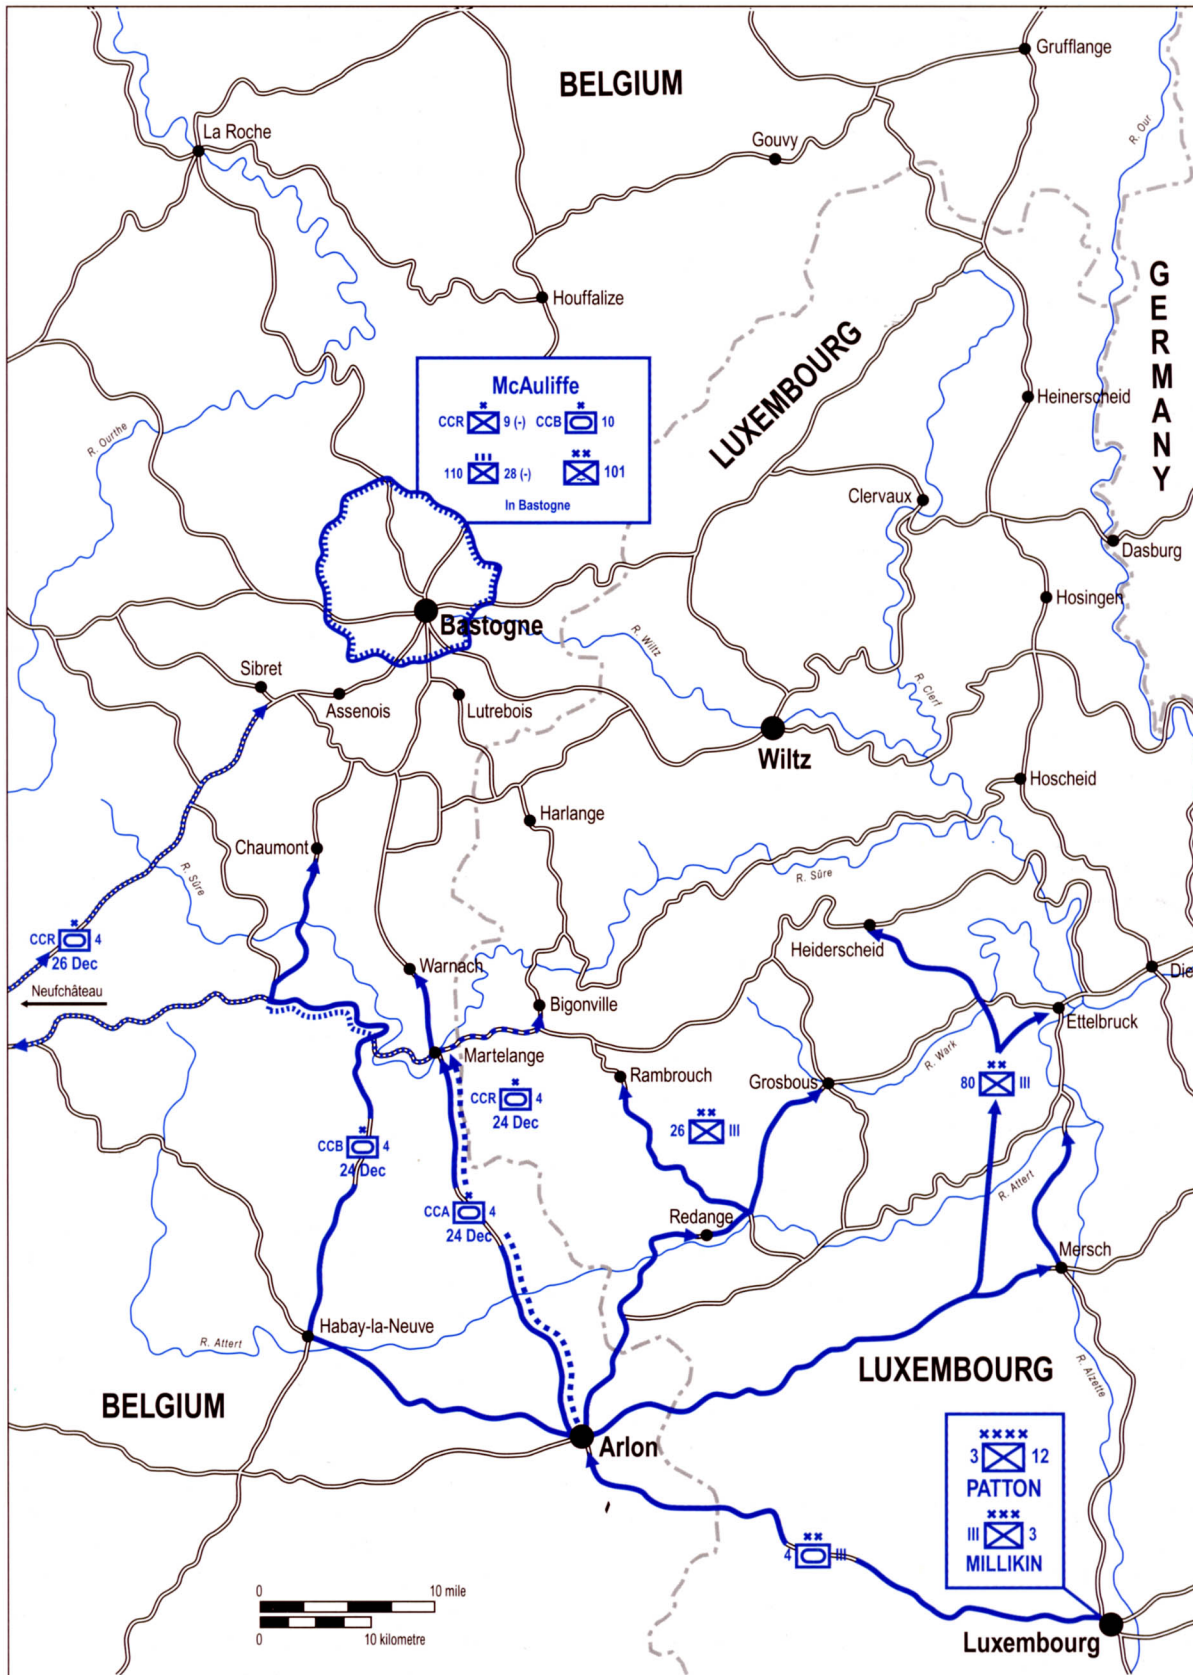 Grufflange
BELGIUM
R. Our
La Roche
Gouvy
GERMANY
Houffalize
LUXEMBOURG
McAuliffe
CCR 9 (-) CCB 10
110 28 (-) 101
In Bastogne
Heinerscheid
R. Ourthe
Clervaux
Dasburg
Hosingen
Bastogne
R. Wiltz
Sibret
Assenois
Lutrebois
R. Clerf
Wiltz
Hoscheid
Harlange
Chaumont
R. Sûre
R. Sûre
CCR 4
26 Dec
Heiderscheid
Warnach
Die
Neufchâteau
Bigonville
Ettelbruck
Martelange
R. Wark
Rambrouch
Grosbous
80 III
CCR 4
24 Dec
26 III
CCB 4
24 Dec
R. Attert
CCA 4
24 Dec
Redange
Mersch
Habay-la-Neuve
R. Attert
LUXEMBOURG
R. Alzette
BELGIUM
Arlon
xxxx
3 12
PATTON
xxx
III 3
MILLIKIN
xx
4 III
0 10 mile
0 10 kilometre
Luxembourg